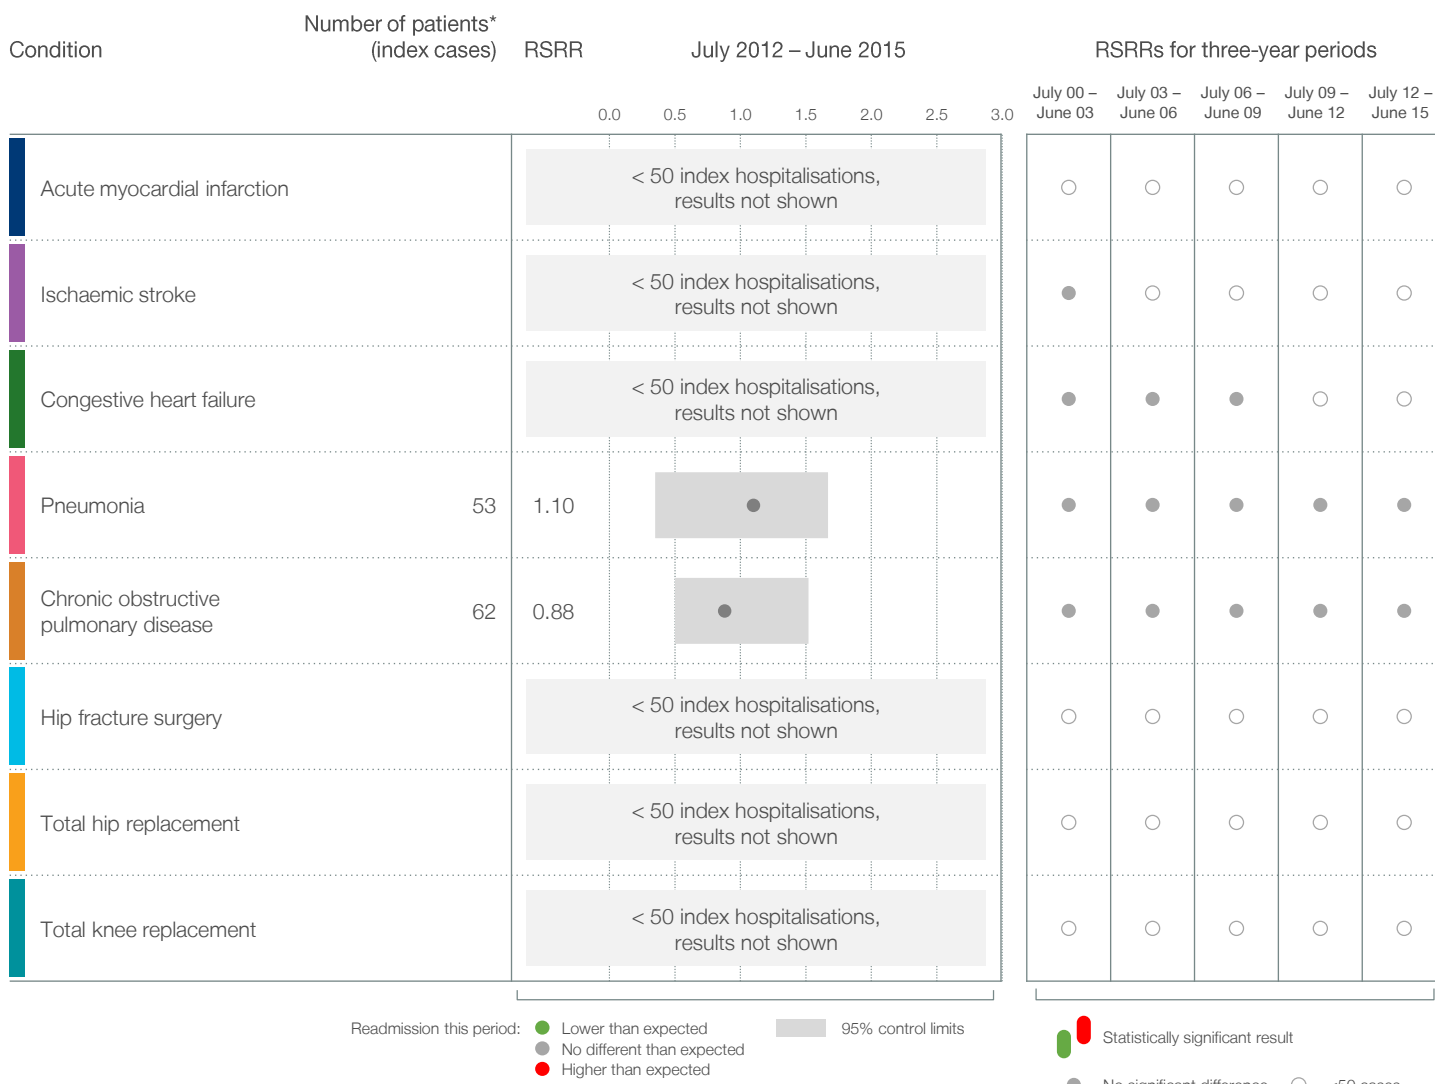 Condition
Number of patients*
(index cases)
RSRR
July 2012 – June 2015
RSRRs for three-year periods
July 00 –
June 03
July 03 –
June 06
July 06 –
June 09
July 09 –
June 12
July 12 –
June 15
0.0 0.5 1.0 1.5 2.0 2.5 3.0
Acute myocardial infarction
< 50 index hospitalisations,
results not shown
Ischaemic stroke
< 50 index hospitalisations,
results not shown
Congestive heart failure
< 50 index hospitalisations,
results not shown
Pneumonia 53 1.10
Chronic obstructive
pulmonary disease
62 0.88
Hip fracture surgery
< 50 index hospitalisations,
results not shown
Total hip replacement
< 50 index hospitalisations,
results not shown
Total knee replacement
< 50 index hospitalisations,
results not shown
Readmission this period:
Lower than expected
No different than expected
Higher than expected
95% control limits
Statistically significant result
No significant difference
<50 cases